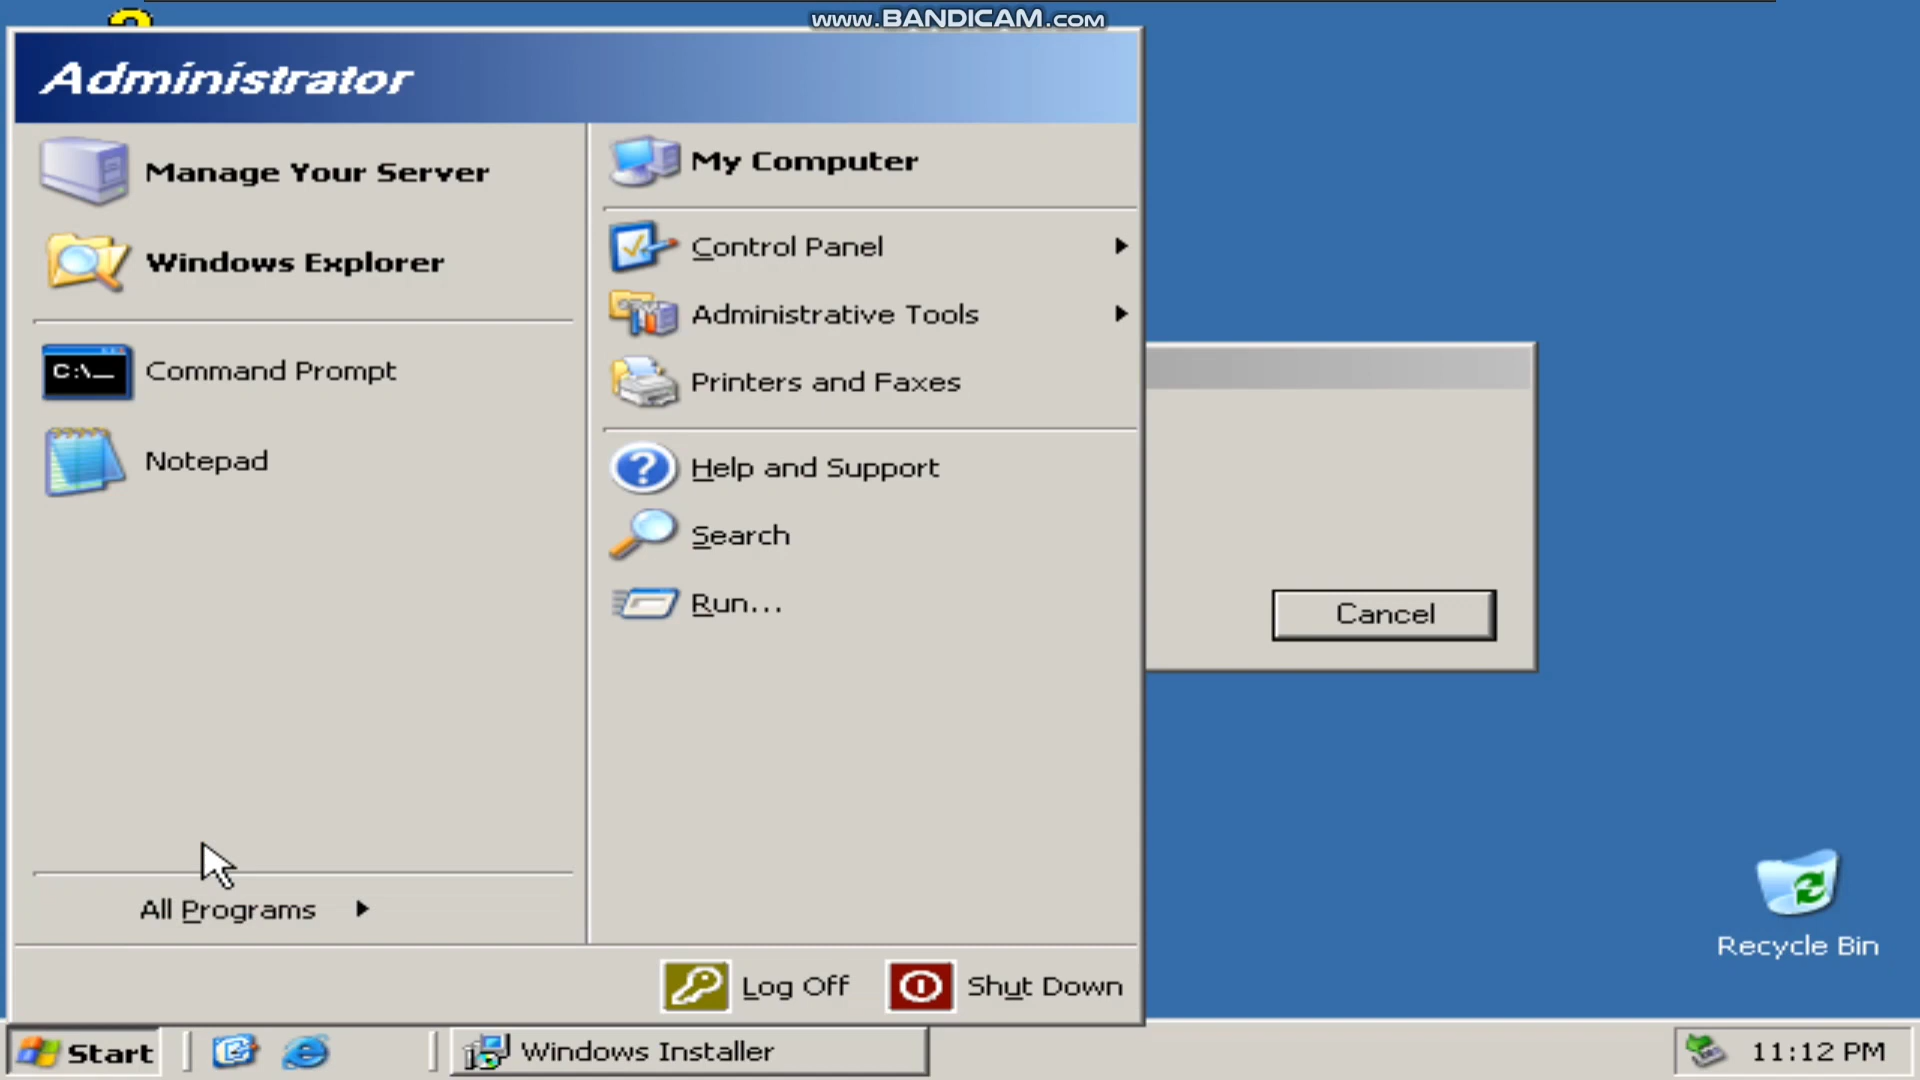 www.BANDICAM.com
Administrator
Manage Your Server
Windows Explorer
C:\_
Command Prompt
Notepad
All Programs
My Computer
Control Panel
Administrative Tools
Printers and Faxes
Help and Support
Search
Run...
Log Off
Shut Down
Cancel
Recycle Bin
Start
Windows Installer
11:12 PM